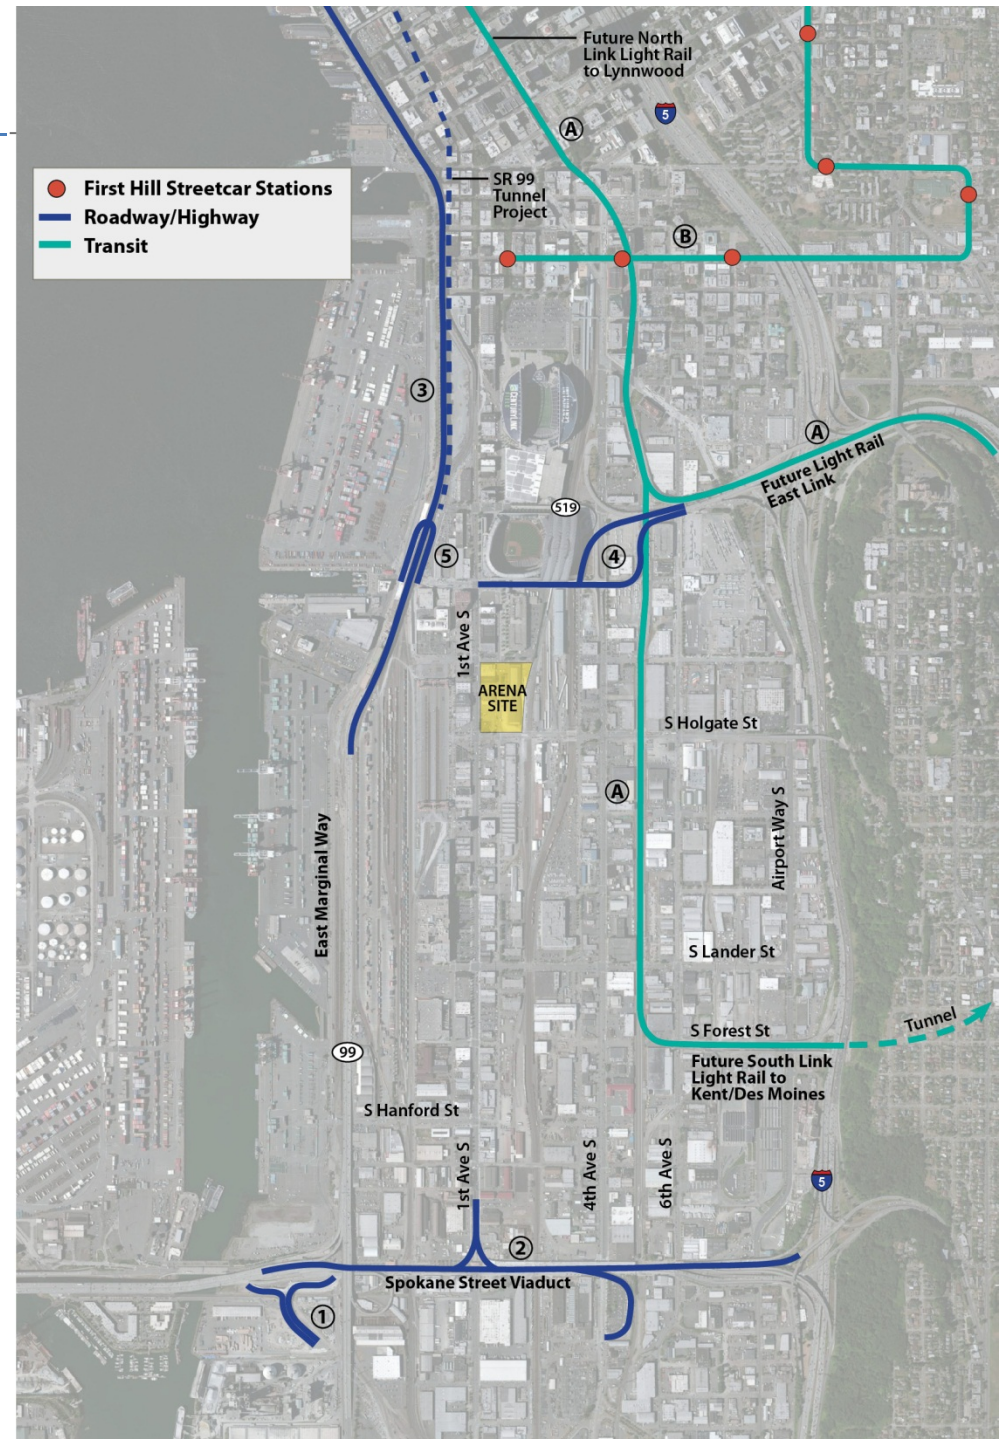 Future North
Link Light Rail
to Lynnwood
5
A
First Hill Streetcar Stations
Roadway/Highway
Transit
SR 99
Tunnel
Project
B
3
A
Future Light Rail
East Link
CENTURYLINK
519
5
4
1st Ave S
ARENA
SITE
S Holgate St
A
Airport Way S
East Marginal Way
S Lander St
S Forest St
Tunnel
99
Future South Link
Light Rail to
Kent/Des Moines
S Hanford St
1st Ave S
4th Ave S
6th Ave S
5
2
Spokane Street Viaduct
1